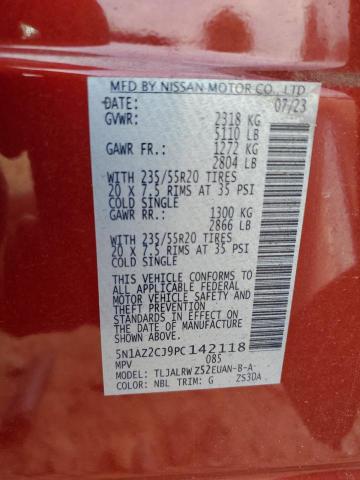 MFD BY NISSAN MOTOR CO., LTD
DATE: 07/23
GVWR: 2318 KG
5110 LB
GAWR FR.: 1272 KG
2804 LB
WITH 235/55R20 TIRES
20 X 7.5 RIMS AT 35 PSI
COLD SINGLE
GAWR RR.: 1300 KG
2866 LB
WITH 235/55R20 TIRES
20 X 7.5 RIMS AT 35 PSI
COLD SINGLE
THIS VEHICLE CONFORMS TO
ALL APPLICABLE FEDERAL
MOTOR VEHICLE SAFETY AND
THEFT PREVENTION
STANDARDS IN EFFECT ON
THE DATE OF MANUFACTURE
SHOWN ABOVE.
5N1AZ2CJ9PC142118
MPV 085
MODEL: TLJALRWZ52EUAN-B-A-
COLOR: NBL TRIM: G ZS3DA